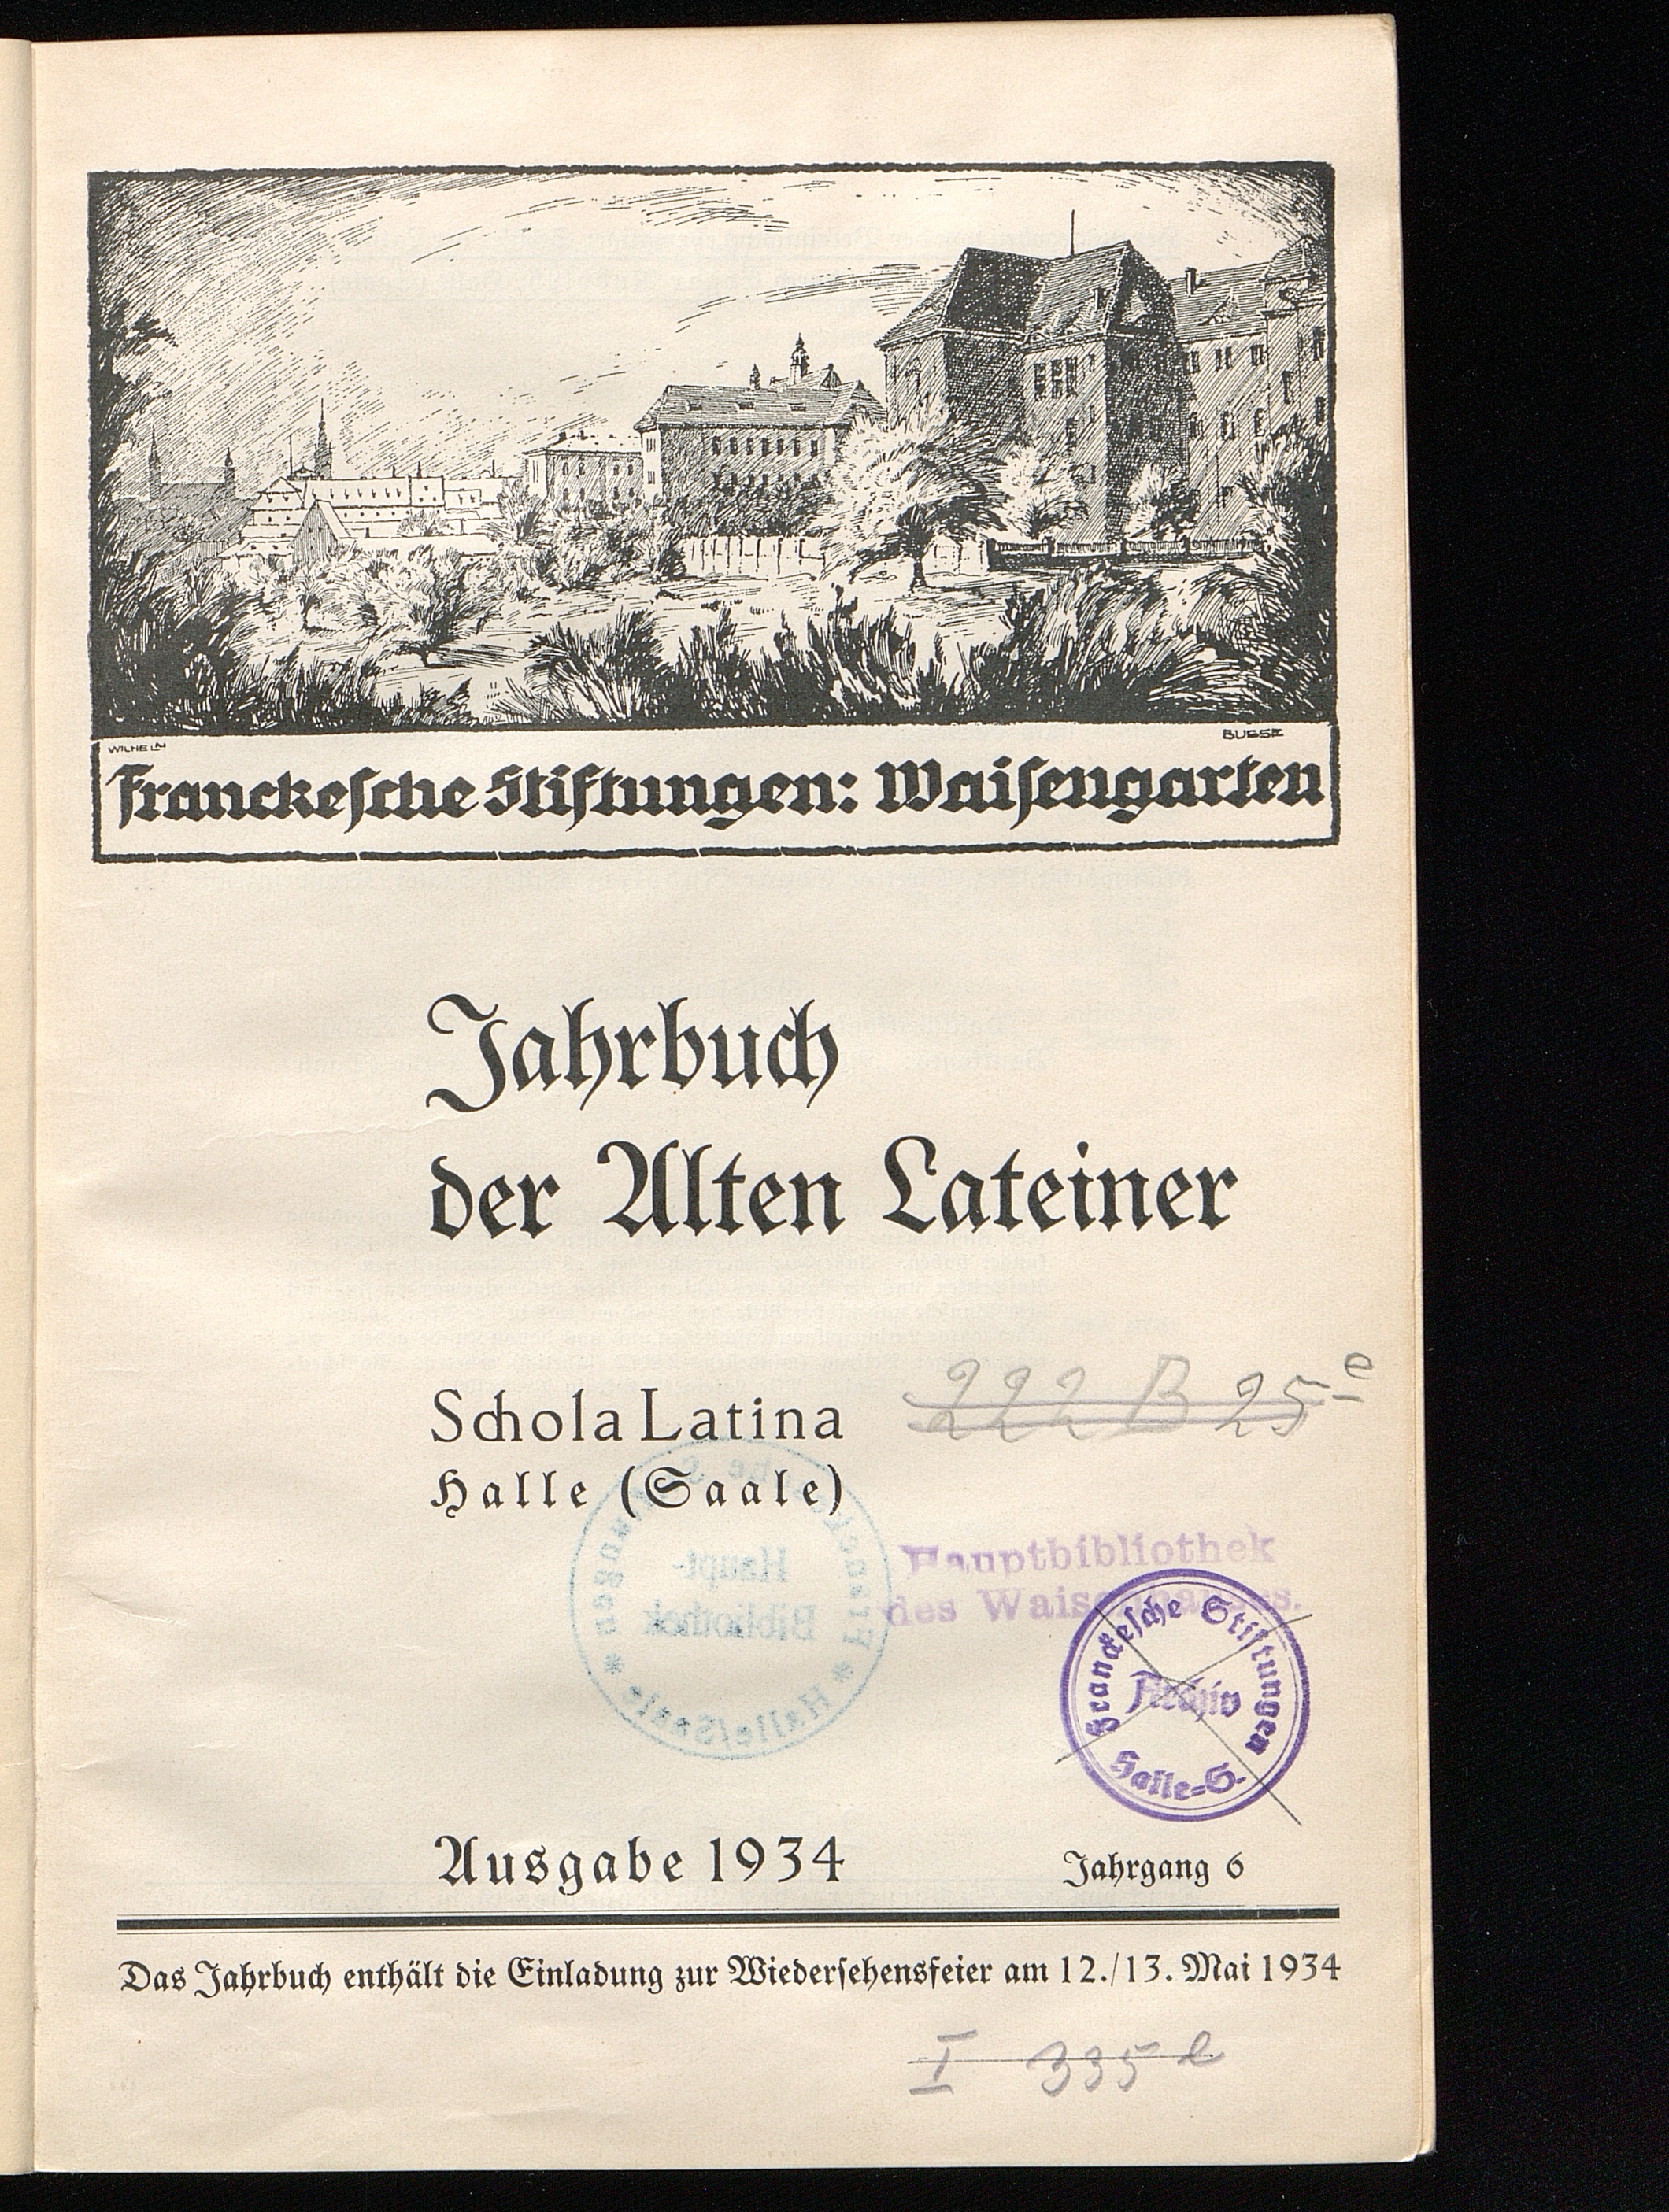 WILHELM BUSSE
Franckesche Stiftungen: Waisengarten
Jahrbuch
der Alten Lateiner
Schola Latina
222 B 25 e
Halle (Saale)
Franckesche Stiftungen * Halle/Saale *
Haupt-
Bibliothek
Hauptbibliothek
des Waisenhauses.
Franckesche Stiftungen
Archiv
Halle-S.
Ausgabe 1934 Jahrgang 6
Das Jahrbuch enthält die Einladung zur Wiedersehensfeier am 12./13. Mai 1934
I 335 e